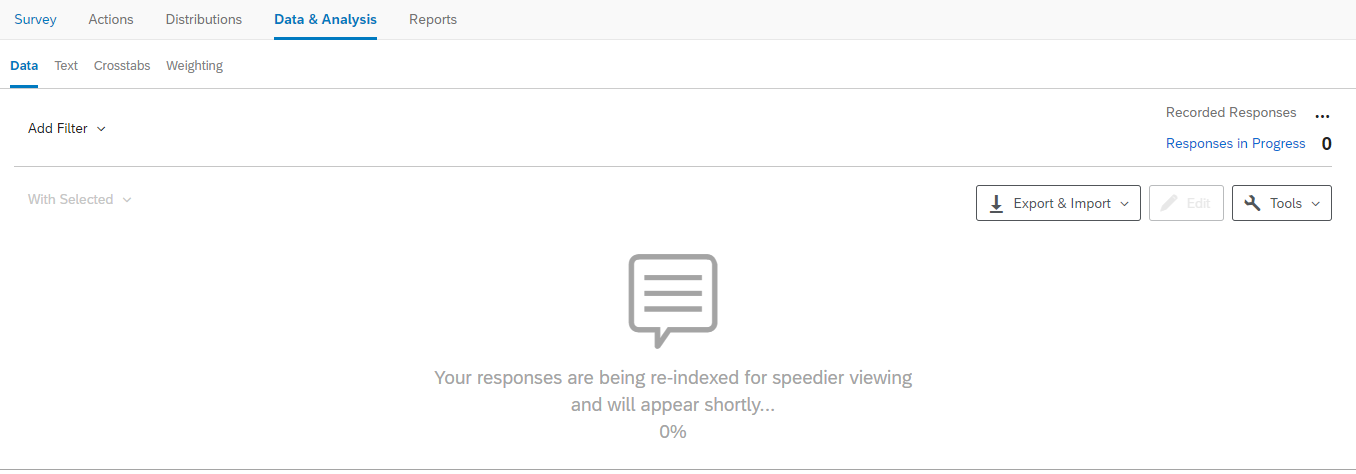 Survey Actions Distributions Data & Analysis Reports
Data Text Crosstabs Weighting
Add Filter
Recorded Responses ...
Responses in Progress 0
With Selected
Export & Import Edit Tools
Your responses are being re-indexed for speedier viewing
and will appear shortly...
0%